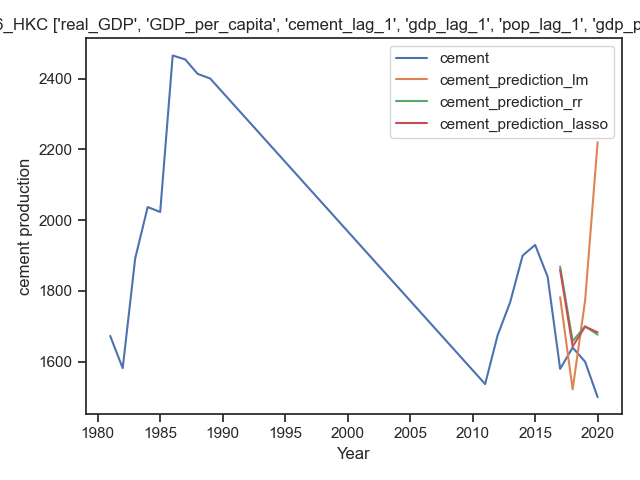 6_HKC ['real_GDP', 'GDP_per_capita', 'cement_lag_1', 'gdp_lag_1', 'pop_lag_1', 'gdp_p
cement
cement_prediction_lm
cement_prediction_rr
cement_prediction_lasso
cement production
2400
2200
2000
1800
1600
1980 1985 1990 1995 2000 2005 2010 2015 2020
Year